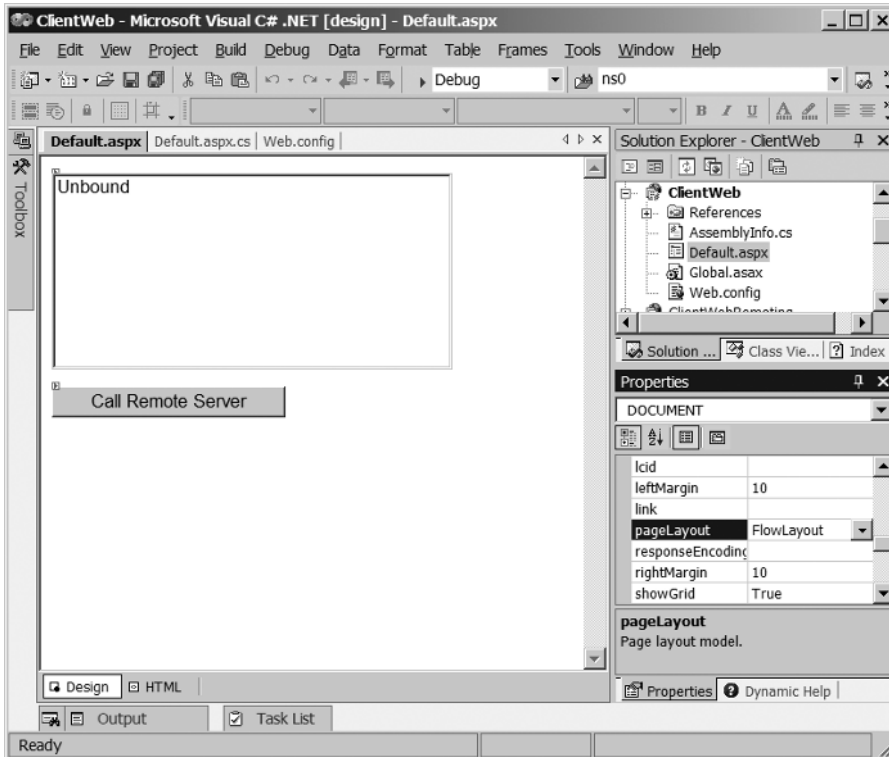 ClientWeb - Microsoft Visual C# .NET [design] - Default.aspx
File Edit View Project Build Debug Data Format Table Frames Tools Window Help
Debug ns0
B I U
Default.aspx Default.aspx.cs Web.config
Toolbox
Unbound
Call Remote Server
Design HTML
Solution Explorer - ClientWeb
ClientWeb
References
AssemblyInfo.cs
Default.aspx
Global.asax
Web.config
ClientWebRemoting
Solution ... Class Vie... Index
Properties
DOCUMENT
lcid
leftMargin 10
link
pageLayout FlowLayout
responseEncoding
rightMargin 10
showGrid True
pageLayout
Page layout model.
Properties Dynamic Help
Output Task List
Ready